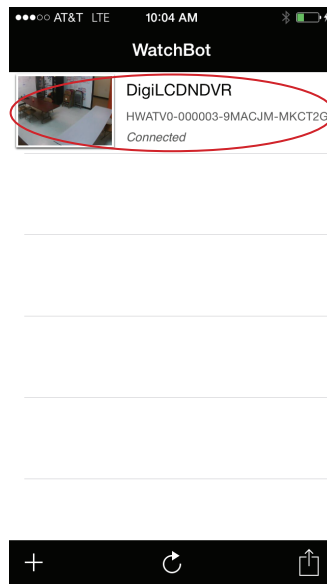 AT&T LTE 10:04 AM
WatchBot
DigiLCDNDVR
HWATV0-000003-9MACJM-MKCT2G
Connected